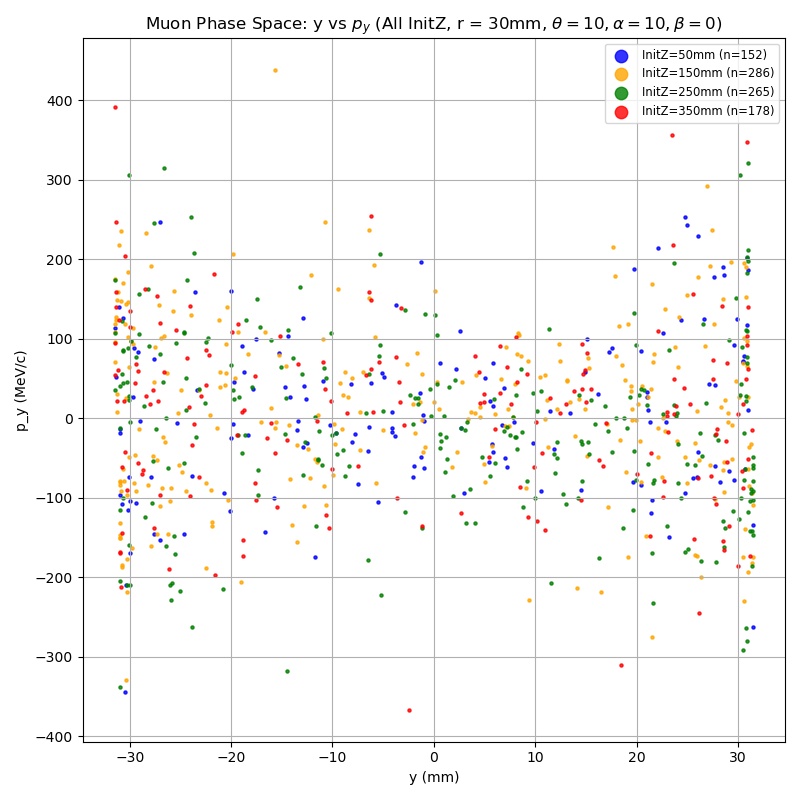 Muon Phase Space: y vs p_y (All InitZ, r = 30mm, θ = 10, α = 10, β = 0)
InitZ=50mm (n=152)
InitZ=150mm (n=286)
InitZ=250mm (n=265)
InitZ=350mm (n=178)
400
300
200
100
0
−100
−200
−300
−400
p_y (MeV/c)
−30 −20 −10 0 10 20 30
y (mm)